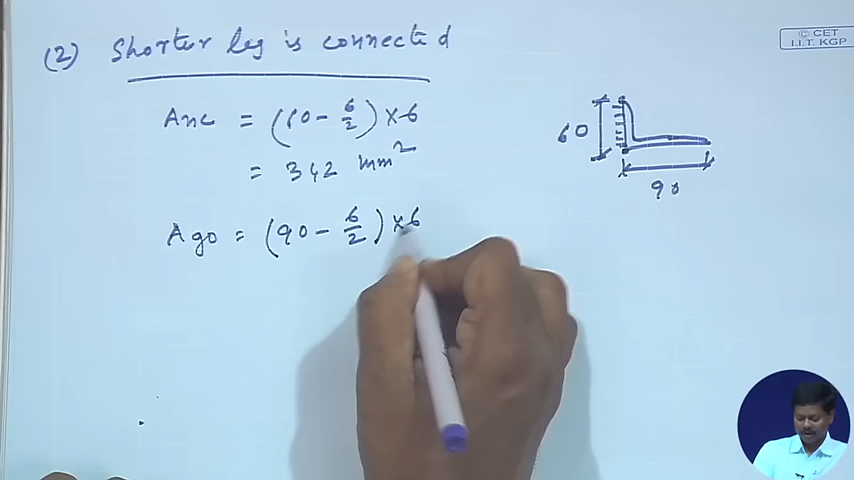 © CET
I.I.T. KGP
(2) Shorter leg is connected
Anc = (60 - 6/2) × 6
= 342 mm²
60
90
Ago = (90 - 6/2) × 6